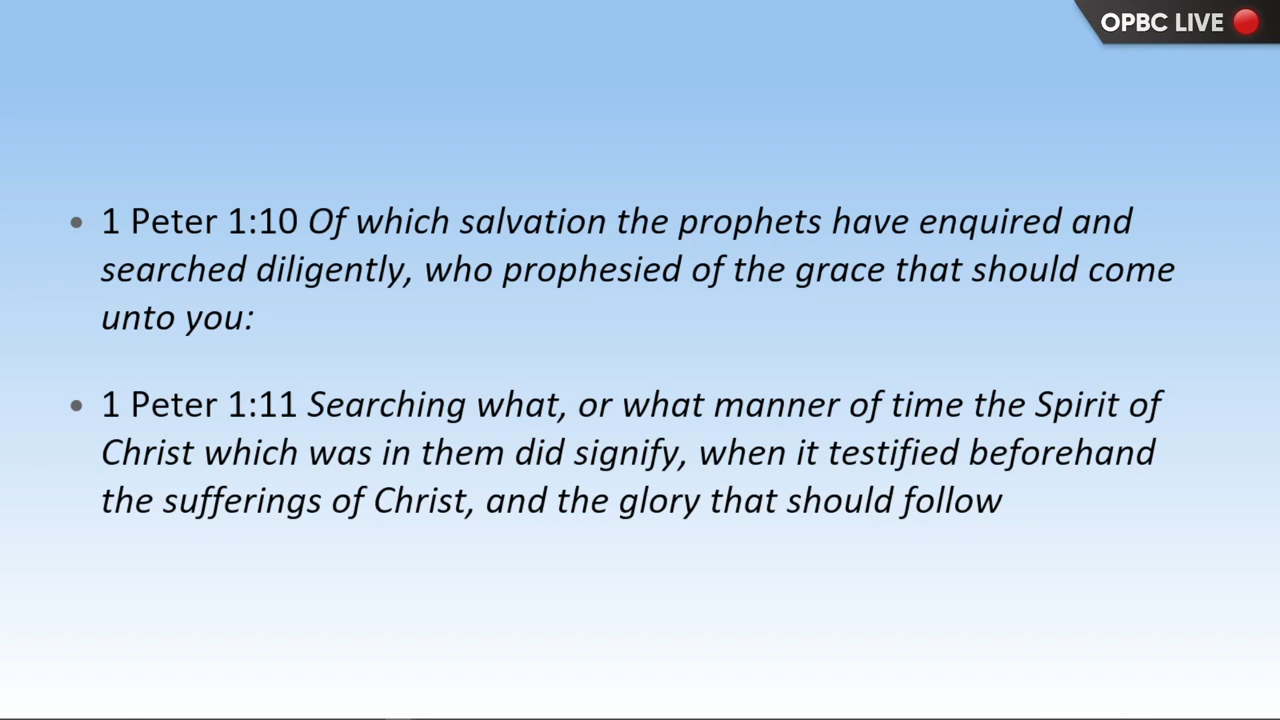 OPBC LIVE
• 1 Peter 1:10 Of which salvation the prophets have enquired and
searched diligently, who prophesied of the grace that should come
unto you:
• 1 Peter 1:11 Searching what, or what manner of time the Spirit of
Christ which was in them did signify, when it testified beforehand
the sufferings of Christ, and the glory that should follow